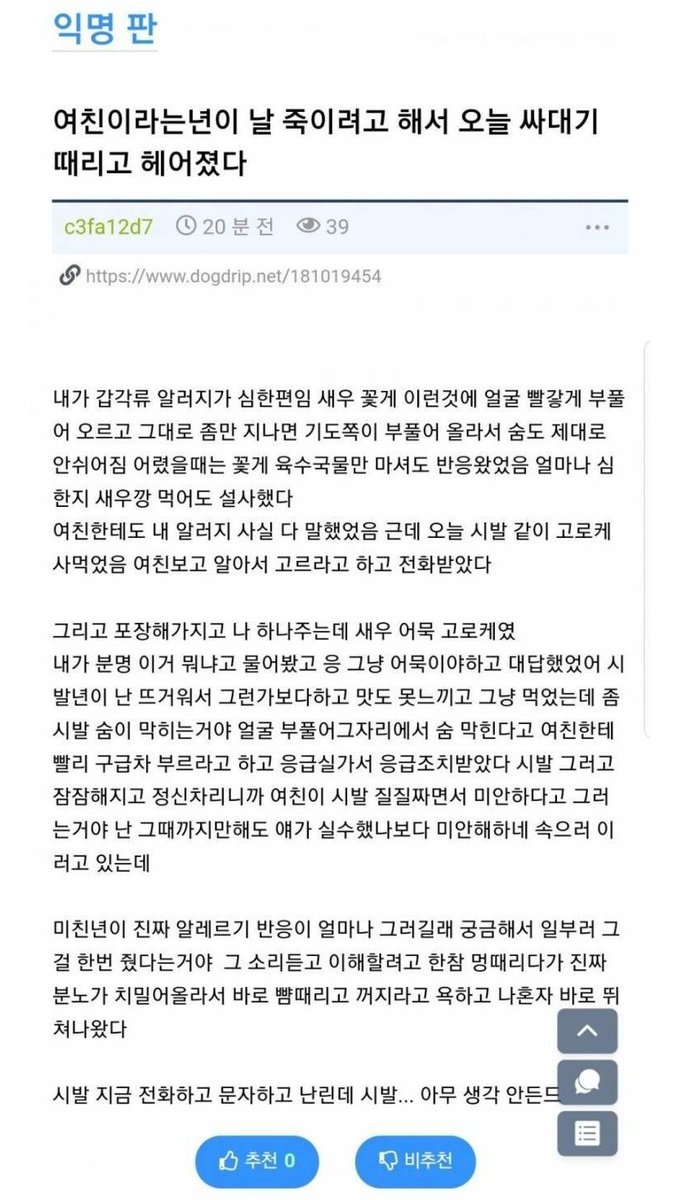 익명 판
여친이라는년이 날 죽이려고 해서 오늘 싸대기
때리고 헤어졌다
c3fa12d7 20 분 전 39
https://www.dogdrip.net/181019454
내가 갑각류 알러지가 심한편임 새우 꽃게 이런것에 얼굴 빨갛게 부풀
어 오르고 그대로 좀만 지나면 기도쪽이 부풀어 올라서 숨도 제대로
안쉬어짐 어렸을때는 꽃게 육수국물만 마셔도 반응왔었음 얼마나 심
한지 새우깡 먹어도 설사했다
여친한테도 내 알러지 사실 다 말했었음 근데 오늘 시발 같이 고로케
사먹었음 여친보고 알아서 고르라고 하고 전화받았다
그리고 포장해가지고 나 하나주는데 새우 어묵 고로케였
내가 분명 이거 뭐냐고 물어봤고 응 그냥 어묵이야하고 대답했었어 시
발년이 난 뜨거워서 그런가보다하고 맛도 못느끼고 그냥 먹었는데 좀
시발 숨이 막히는거야 얼굴 부풀어그자리에서 숨 막힌다고 여친한테
빨리 구급차 부르라고 하고 응급실가서 응급조치받았다 시발 그러고
잠잠해지고 정신차리니까 여친이 시발 질질짜면서 미안하다고 그러
는거야 난 그때까지만해도 얘가 실수했나보다 미안해하네 속으러 이
러고 있는데
미친년이 진짜 알레르기 반응이 얼마나 그러길래 궁금해서 일부러 그
걸 한번 줬다는거야 그 소리듣고 이해할려고 한참 멍때리다가 진짜
분노가 치밀어올라서 바로 뺨때리고 꺼지라고 욕하고 나혼자 바로 뛰
쳐나왔다
시발 지금 전화하고 문자하고 난린데 시발... 아무 생각 안든드
추천 0 비추천